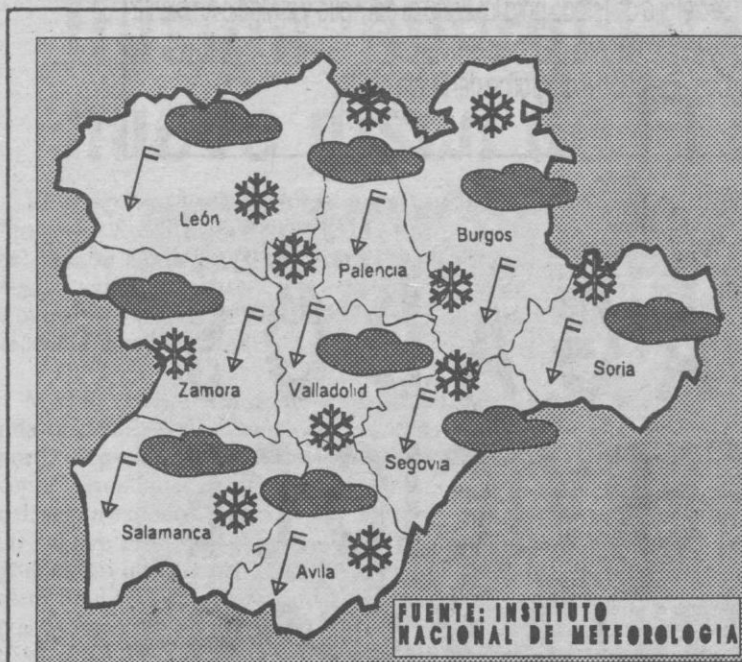 León
Palencia
Burgos
Soria
Zamora
Valladolid
Segovia
Salamanca
Avila
FUENTE: INSTITUTO
NACIONAL DE METEOROLOGIA